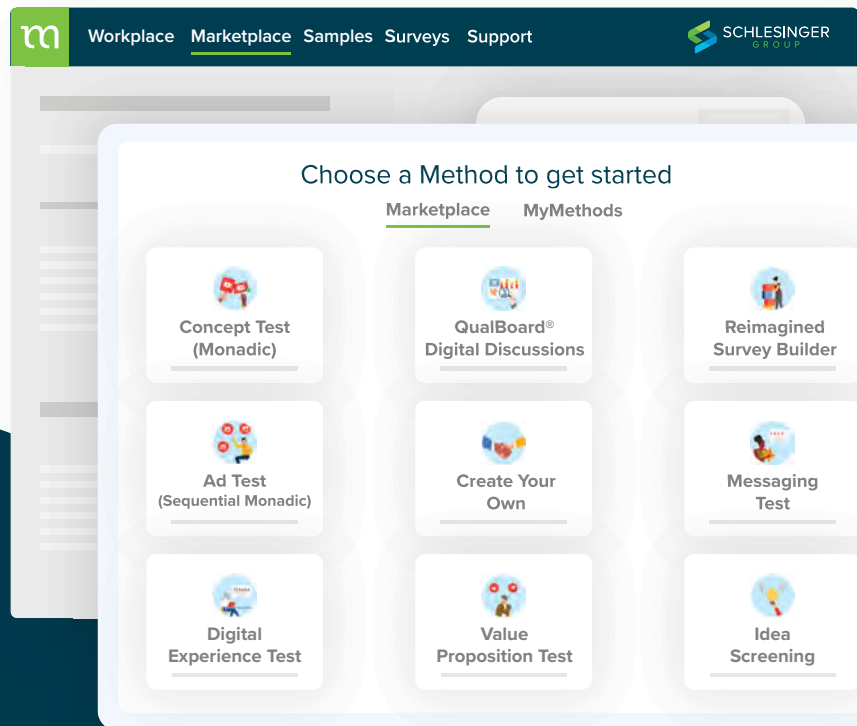 m Workplace Marketplace Samples Surveys Support SCHLESINGER
GROUP
Choose a Method to get started
Marketplace MyMethods
Concept Test
(Monadic)
QualBoard®
Digital Discussions
Reimagined
Survey Builder
Ad Test
(Sequential Monadic)
Create Your
Own
Messaging
Test
Digital
Experience Test
Value
Proposition Test
Idea
Screening